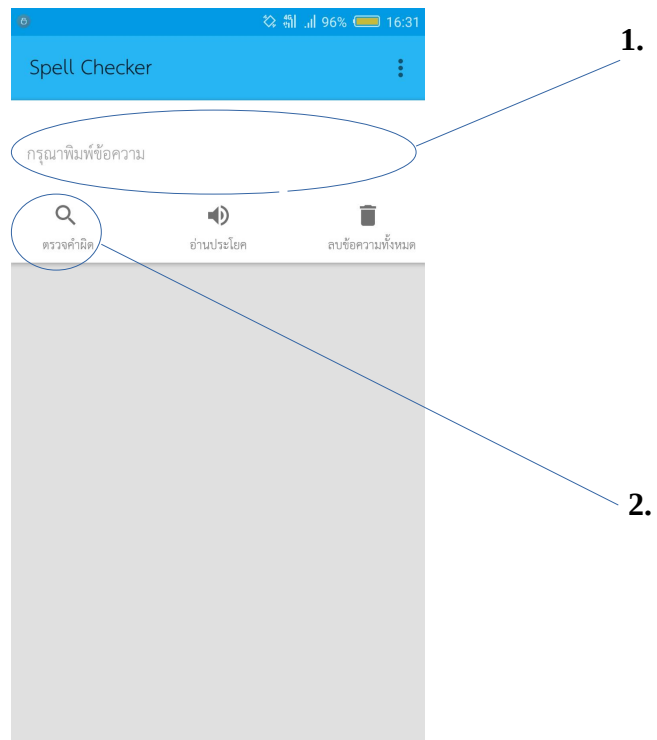 96% 16:31
1.
Spell Checker
กรุณาพิมพ์ข้อความ
ตรวจคำผิด อ่านประโยค ลบข้อความทั้งหมด
2.